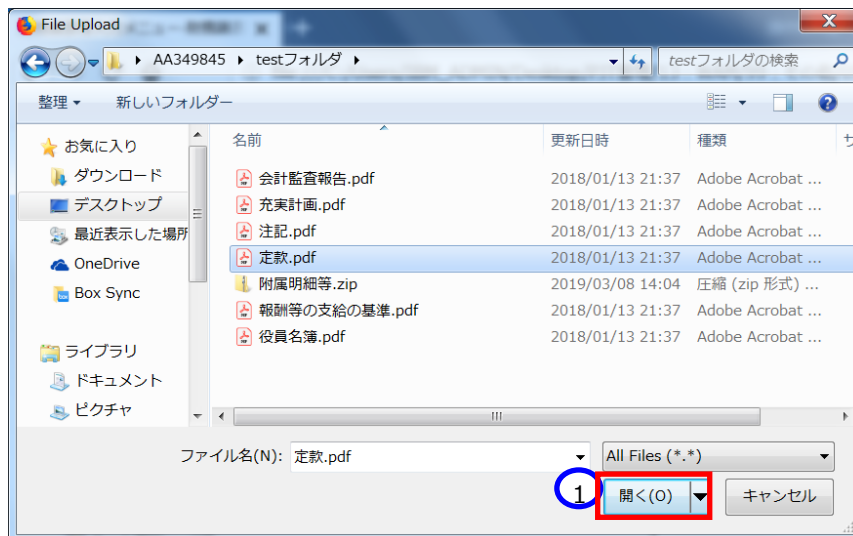 File Upload
AA349845 testフォルダ testフォルダの検索
整理 新しいフォルダー
お気に入り
ダウンロード
デスクトップ
最近表示した場所
OneDrive
Box Sync
ライブラリ
ドキュメント
ピクチャ
名前 更新日時 種類 サ
会計監査報告.pdf 2018/01/13 21:37 Adobe Acrobat ...
充実計画.pdf 2018/01/13 21:37 Adobe Acrobat ...
注記.pdf 2018/01/13 21:37 Adobe Acrobat ...
定款.pdf 2018/01/13 21:37 Adobe Acrobat ...
附属明細等.zip 2019/03/08 14:04 圧縮 (zip 形式) ...
報酬等の支給の基準.pdf 2018/01/13 21:37 Adobe Acrobat ...
役員名簿.pdf 2018/01/13 21:37 Adobe Acrobat ...
ファイル名(N): 定款.pdf All Files (*.*)
1 開く(O) キャンセル